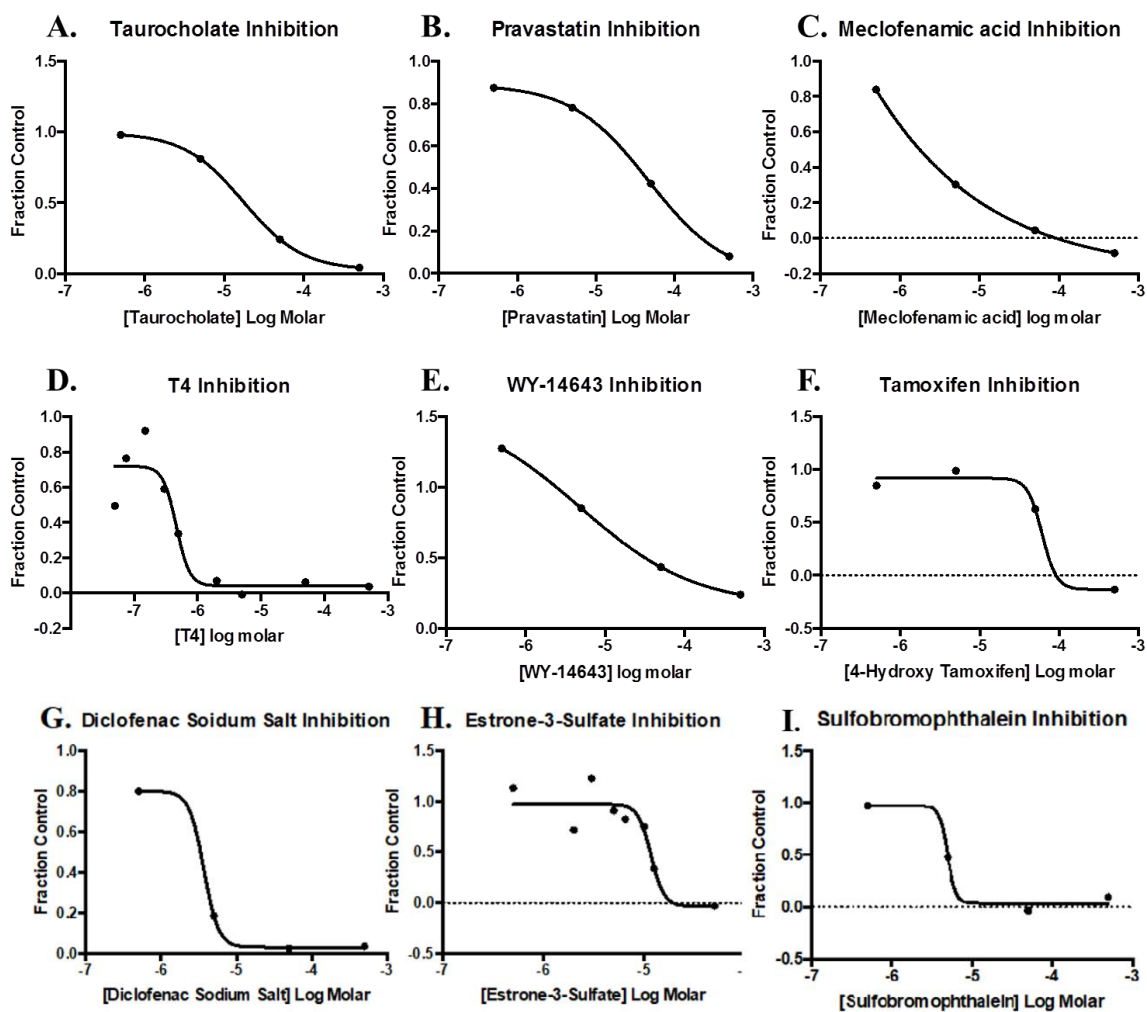 A. Taurocholate Inhibition
1.5
1.0
0.5
0.0
Fraction Control
-7 -6 -5 -4 -3
[Taurocholate] Log Molar
B. Pravastatin Inhibition
1.0
0.8
0.6
0.4
0.2
0.0
Fraction Control
-7 -6 -5 -4 -3
[Pravastatin] Log Molar
C. Meclofenamic acid Inhibition
1.0
0.8
0.6
0.4
0.2
0.0
-0.2
Fraction Control
-7 -6 -5 -4 -3
[Meclofenamic acid] log molar
D. T4 Inhibition
1.0
0.8
0.6
0.4
0.2
0.0
-0.2
Fraction Control
-7 -6 -5 -4 -3
[T4] log molar
E. WY-14643 Inhibition
1.5
1.0
0.5
0.0
Fraction Control
-7 -6 -5 -4 -3
[WY-14643] log molar
F. Tamoxifen Inhibition
1.5
1.0
0.5
0.0
-0.5
Fraction Control
-7 -6 -5 -4 -3
[4-Hydroxy Tamoxifen] Log molar
G. Diclofenac Soidum Salt Inhibition
1.0
0.8
0.6
0.4
0.2
0.0
Fraction Control
-7 -6 -5 -4 -3
[Diclofenac Sodium Salt] Log Molar
H. Estrone-3-Sulfate Inhibition
1.5
1.0
0.5
0.0
-0.5
Fraction Control
-7 -6 -5 -
[Estrone-3-Sulfate] Log Molar
I. Sulfobromophthalein Inhibition
1.5
1.0
0.5
0.0
-0.5
Fraction Control
-7 -6 -5 -4 -3
[Sulfobromophthalein] Log Molar